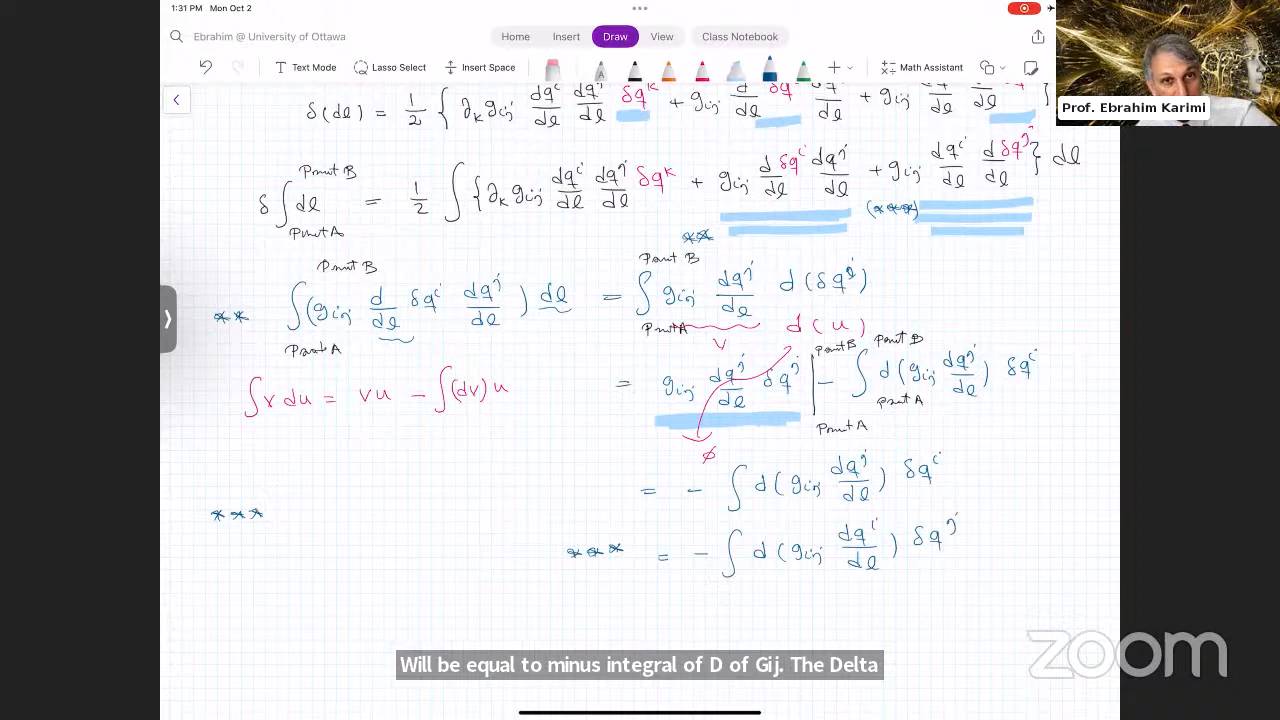 1:31 PM Mon Oct 2
Ebrahim @ University of Ottawa
Home Insert Draw View Class Notebook
Text Mode Lasso Select Insert Space Math Assistant
Prof. Ebrahim Karimi
δ(dl) = 1/2 { ∂k gij dq^i/dl dq^j/dl δq^k + gij d/dl δq^i dq^j/dl + gij dq^i/dl d/dl δq^j }
δ ∫ dl = 1/2 ∫ { ∂k gij dq^i/dl dq^j/dl δq^k + gij d/dl δq^i dq^j/dl + gij dq^i/dl d/dl δq^j } dl
Point B
Point A
** (***)
** ∫ (gij d/dl δq^i dq^j/dl) dl = ∫ gij dq^j/dl d(δq^i)
Point B Point B
Point A Point A
v d(u)
∫ v du = vu - ∫(dv) u
= gij dq^j/dl δq^j | - ∫ d(gij dq^j/dl) δq^i
Point B Point B
Point A Point A
ø
= - ∫ d(gij dq^j/dl) δq^i
***
*** = - ∫ d(gij dq^i/dl) δq^j
Will be equal to minus integral of D of Gij. The Delta
zoom